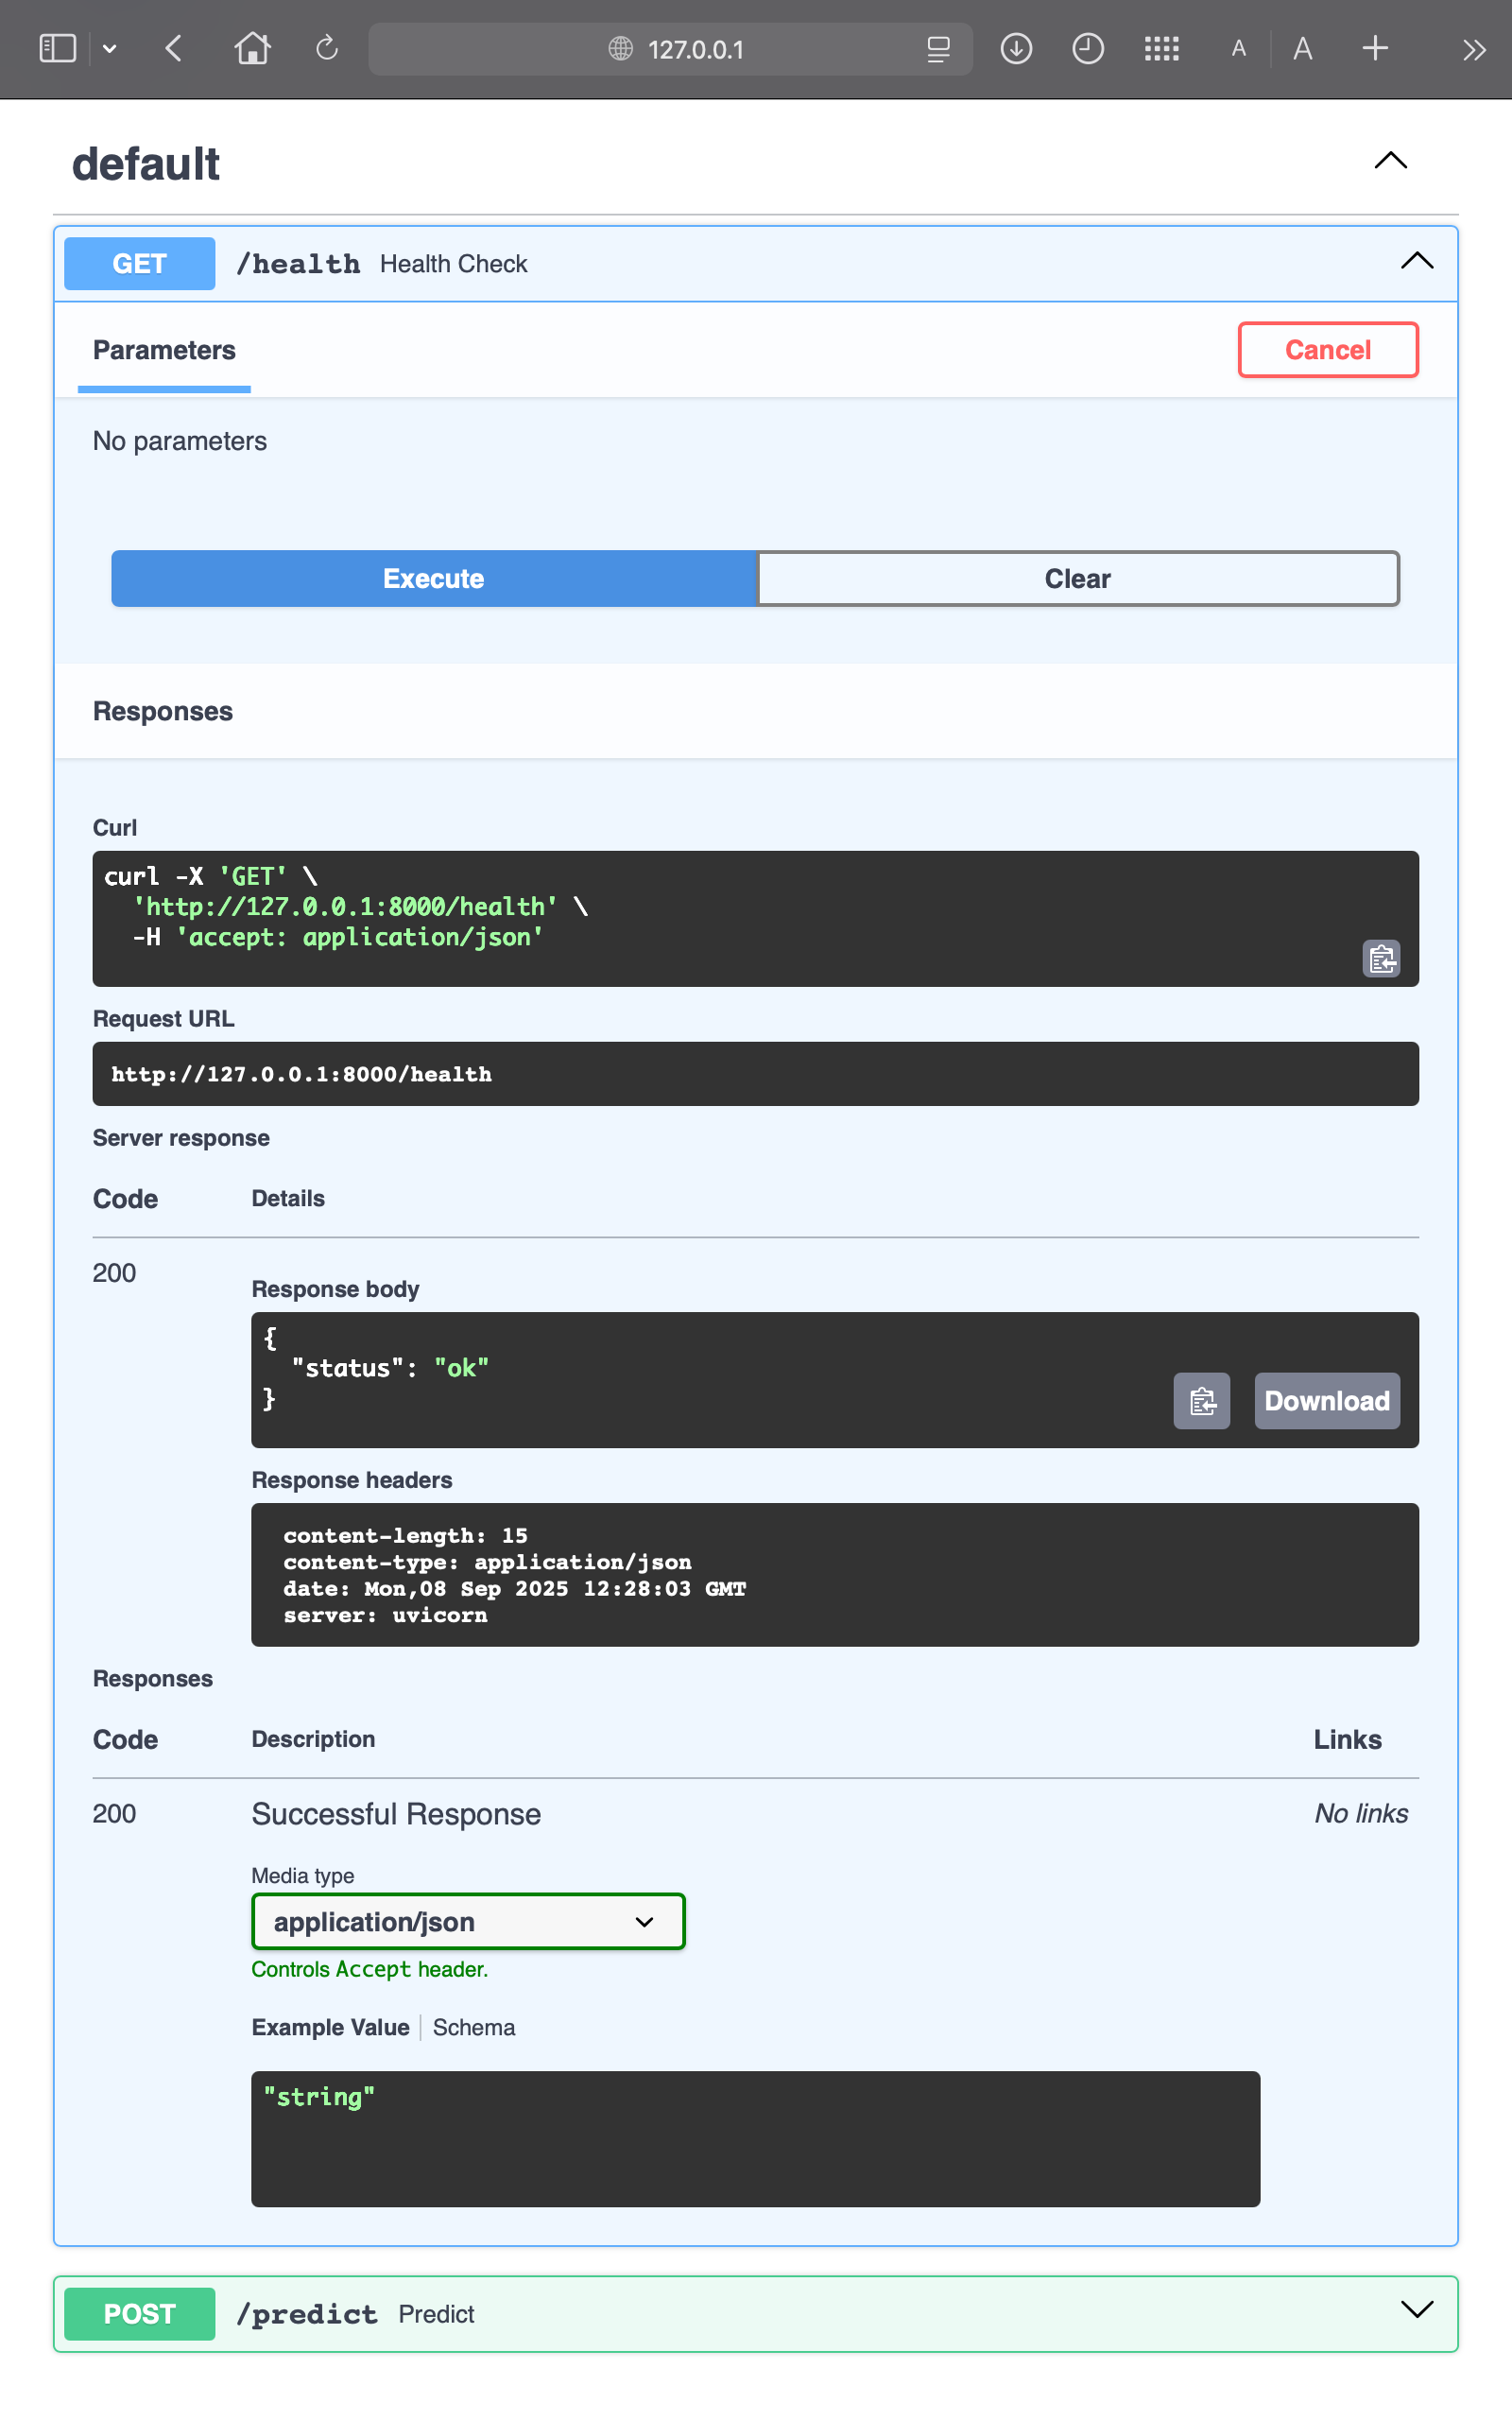 127.0.0.1
A
A
default
GET /health Health Check
Parameters
Cancel
No parameters
Execute
Clear
Responses
Curl
curl -X 'GET' \
'http://127.0.0.1:8000/health' \
-H 'accept: application/json'
Request URL
http://127.0.0.1:8000/health
Server response
Code Details
200
Response body
{
"status": "ok"
}
Download
Response headers
content-length: 15
content-type: application/json
date: Mon,08 Sep 2025 12:28:03 GMT
server: uvicorn
Responses
Code Description Links
200 Successful Response No links
Media type
application/json
Controls Accept header.
Example Value Schema
"string"
POST /predict Predict